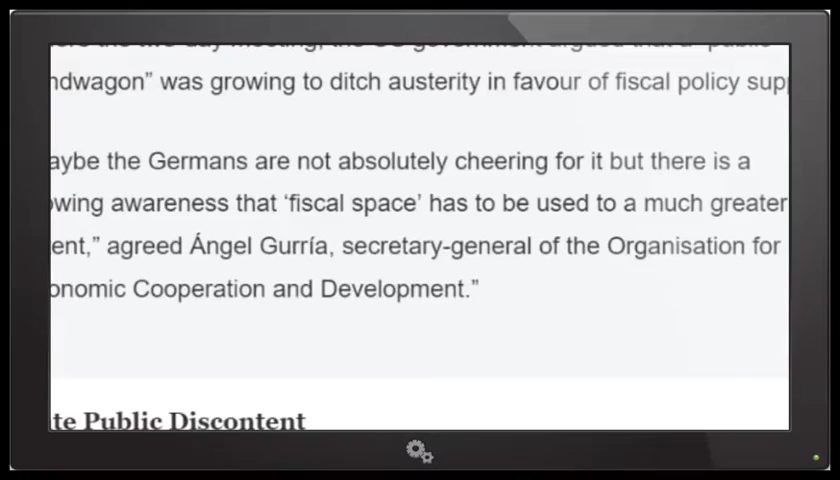 ndwagon” was growing to ditch austerity in favour of fiscal policy sup
aybe the Germans are not absolutely cheering for it but there is a
wing awareness that ‘fiscal space’ has to be used to a much greater
ent,” agreed Ángel Gurría, secretary-general of the Organisation for
onomic Cooperation and Development.”
te Public Discontent